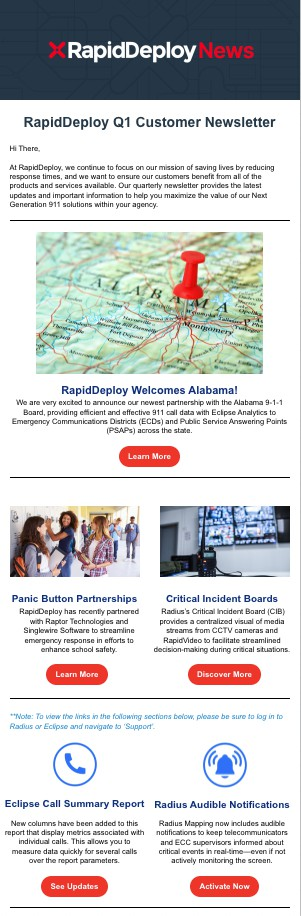 RapidDeploy News
RapidDeploy Q1 Customer Newsletter
Hi There,
At RapidDeploy, we continue to focus on our mission of saving lives by reducing
response times, and we want to ensure our customers benefit from all of the
products and services available. Our quarterly newsletter provides the latest
updates and important information to help you maximize the value of our Next
Generation 911 solutions within your agency.
ALABAMA
Montgomery
RapidDeploy Welcomes Alabama!
We are very excited to announce our newest partnership with the Alabama 9-1-1
Board, providing efficient and effective 911 call data with Eclipse Analytics to
Emergency Communications Districts (ECDs) and Public Service Answering Points
(PSAPs) across the state.
Learn More
Panic Button Partnerships
RapidDeploy has recently partnered
with Raptor Technologies and
Singlewire Software to streamline
emergency response in efforts to
enhance school safety.
Learn More
Critical Incident Boards
Radius's Critical Incident Board (CIB)
provides a centralized visual of media
streams from CCTV cameras and
RapidVideo to facilitate streamlined
decision-making during critical situations.
Discover More
**Note: To view the links in the following sections below, please be sure to log in to
Radius or Eclipse and navigate to 'Support'.
Eclipse Call Summary Report
New columns have been added to this
report that display metrics associated with
individual calls. This allows you to
measure data quickly for several calls
over the report parameters.
See Updates
Radius Audible Notifications
Radius Mapping now includes audible
notifications to keep telecommunicators
and ECC supervisors informed about
critical events in real-time—even if not
actively monitoring the screen.
Activate Now